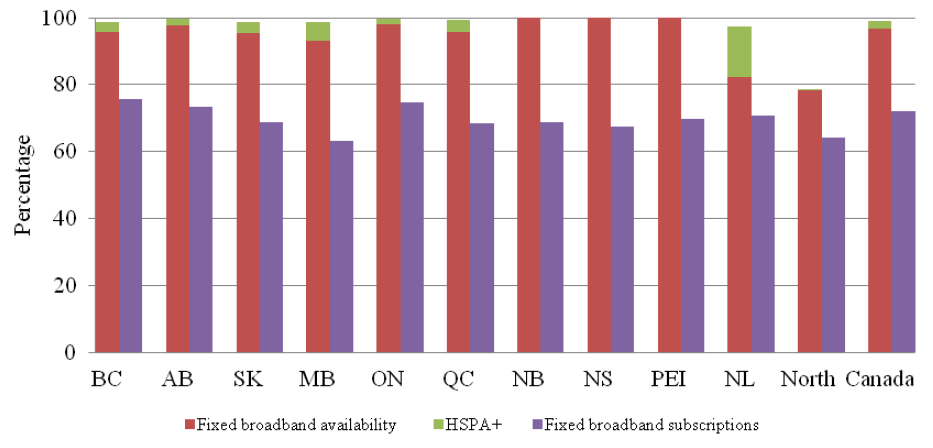 100
80
60
40
20
0
Percentage
BC AB SK MB ON QC NB NS PEI NL North Canada
Fixed broadband availability HSPA+ Fixed broadband subscriptions